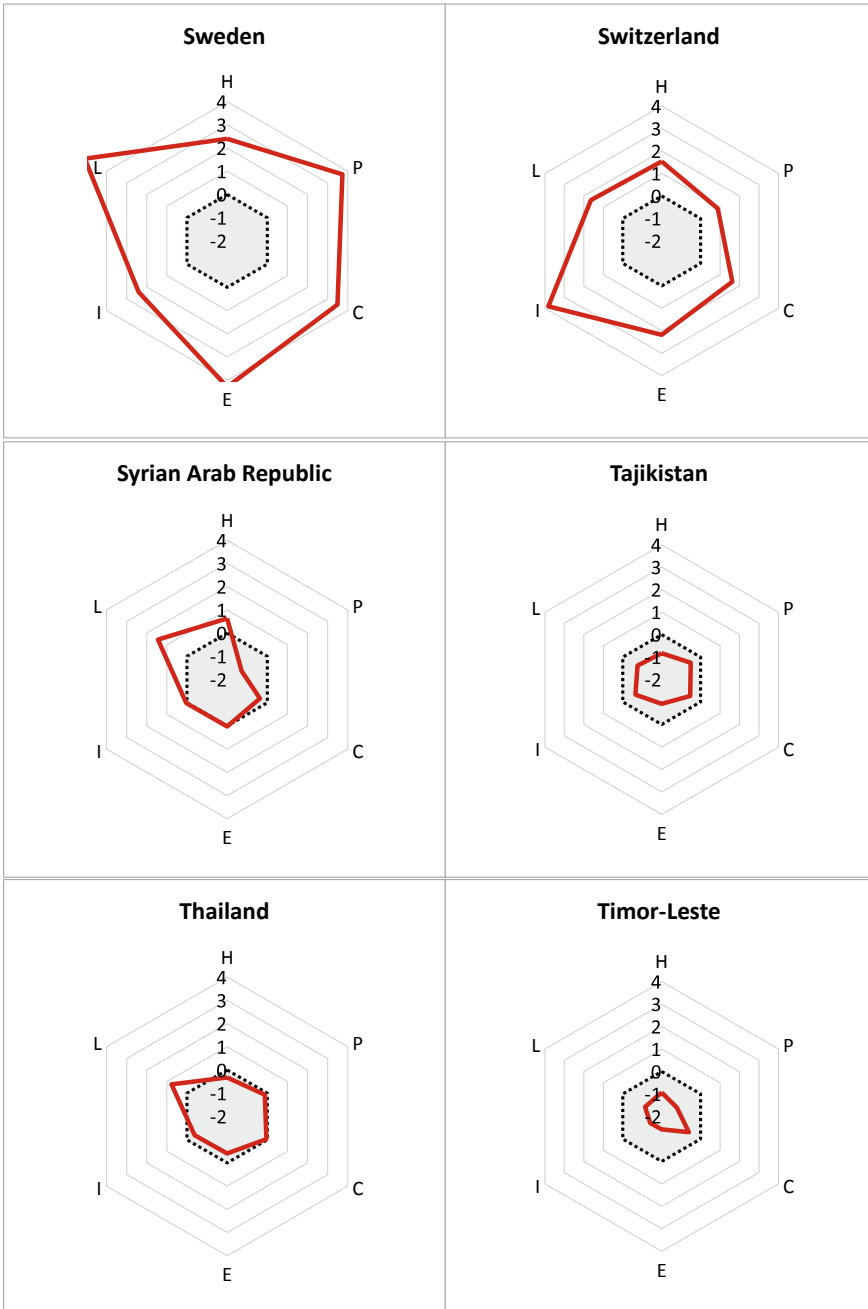 Sweden
H
4
3
2
1
0
-1
-2
L
P
I
C
E
Switzerland
H
4
3
2
1
0
-1
-2
L
P
I
C
E
Syrian Arab Republic
H
4
3
2
1
0
-1
-2
L
P
I
C
E
Tajikistan
H
4
3
2
1
0
-1
-2
L
P
I
C
E
Thailand
H
4
3
2
1
0
-1
-2
L
P
I
C
E
Timor-Leste
H
4
3
2
1
0
-1
-2
L
P
I
C
E